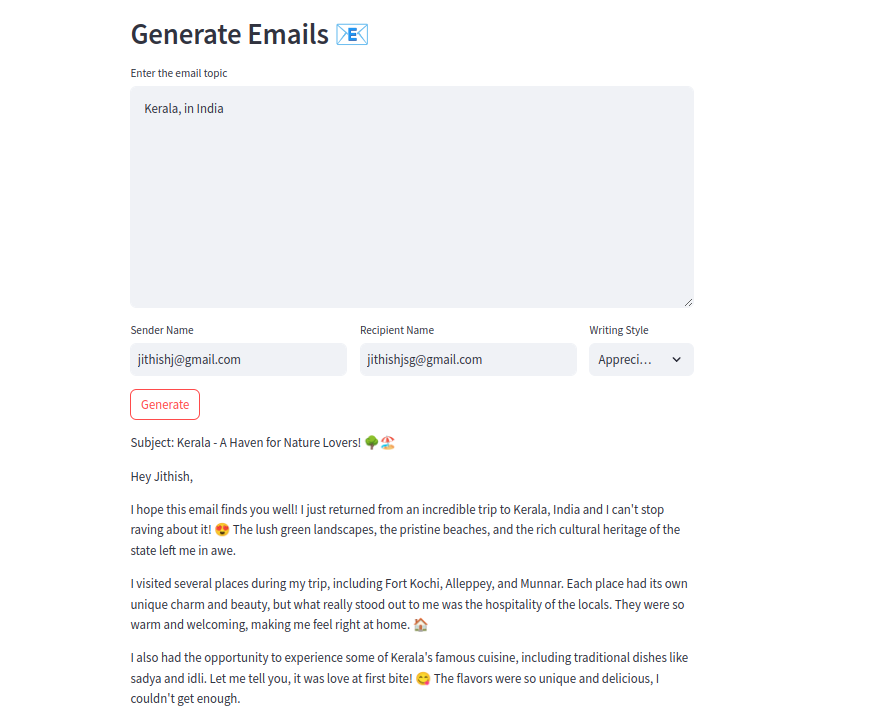 Generate Emails 📧
Enter the email topic
Kerala, in India
Sender Name Recipient Name Writing Style
jithishj@gmail.com jithishjsg@gmail.com Appreci...
Generate
Subject: Kerala - A Haven for Nature Lovers! 🌳🏖️
Hey Jithish,
I hope this email finds you well! I just returned from an incredible trip to Kerala, India and I can't stop
raving about it! 😍 The lush green landscapes, the pristine beaches, and the rich cultural heritage of the
state left me in awe.
I visited several places during my trip, including Fort Kochi, Alleppey, and Munnar. Each place had its own
unique charm and beauty, but what really stood out to me was the hospitality of the locals. They were so
warm and welcoming, making me feel right at home. 🏠
I also had the opportunity to experience some of Kerala's famous cuisine, including traditional dishes like
sadya and idli. Let me tell you, it was love at first bite! 😋 The flavors were so unique and delicious, I
couldn't get enough.